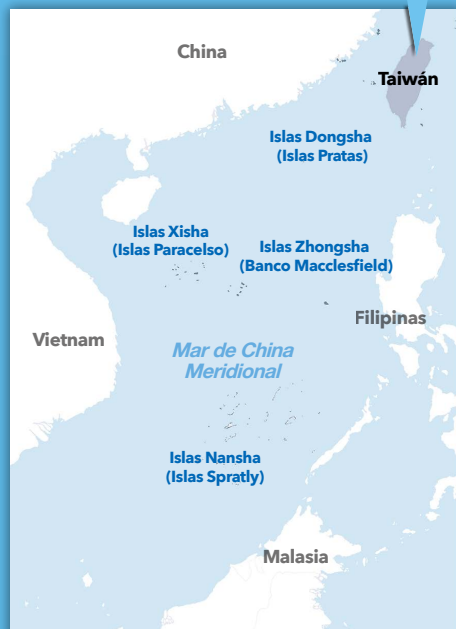 China
Taiwán
Islas Dongsha
(Islas Pratas)
Islas Xisha
(Islas Paracelso)
Islas Zhongsha
(Banco Macclesfield)
Filipinas
Vietnam
Mar de China
Meridional
Islas Nansha
(Islas Spratly)
Malasia